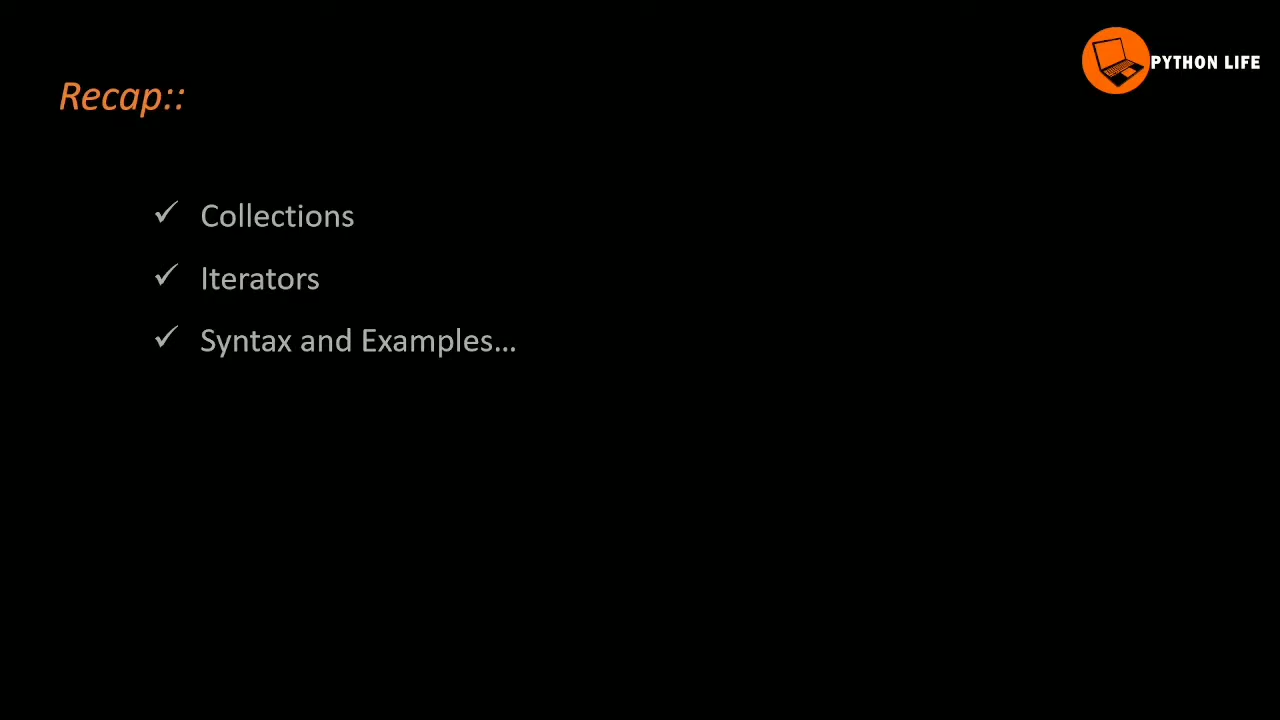 PYTHON LIFE
Recap::
✓ Collections
✓ Iterators
✓ Syntax and Examples...